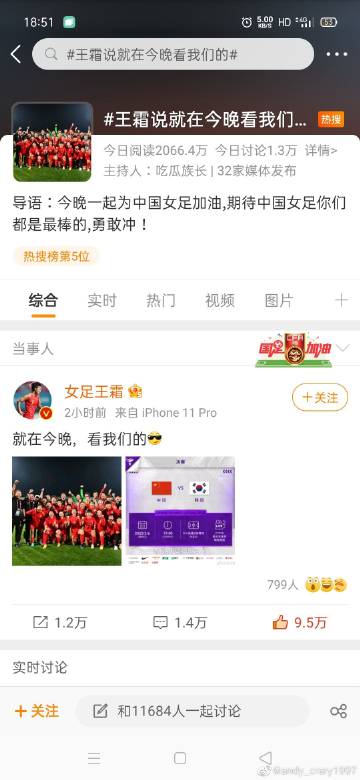 18:51
5.00 KB/S HD 4G 53
#王霜说就在今晚看我们的#
#王霜说就在今晚看我们... 热搜
今日阅读2066.4万 今日讨论1.3万 详情>
主持人：吃瓜族长 | 32家媒体发布
导语：今晚一起为中国女足加油,期待中国女足你们
都是最棒的,勇敢冲！
热搜榜第5位
综合 实时 热门 视频 图片
当事人
国足 加油
女足王霜
2小时前 来自 iPhone 11 Pro
+关注
就在今晚，看我们的
决赛
VS
中国 韩国
799人
1.2万 1.4万 9.5万
实时讨论
+关注 和11684人一起讨论
@andy_crary1997